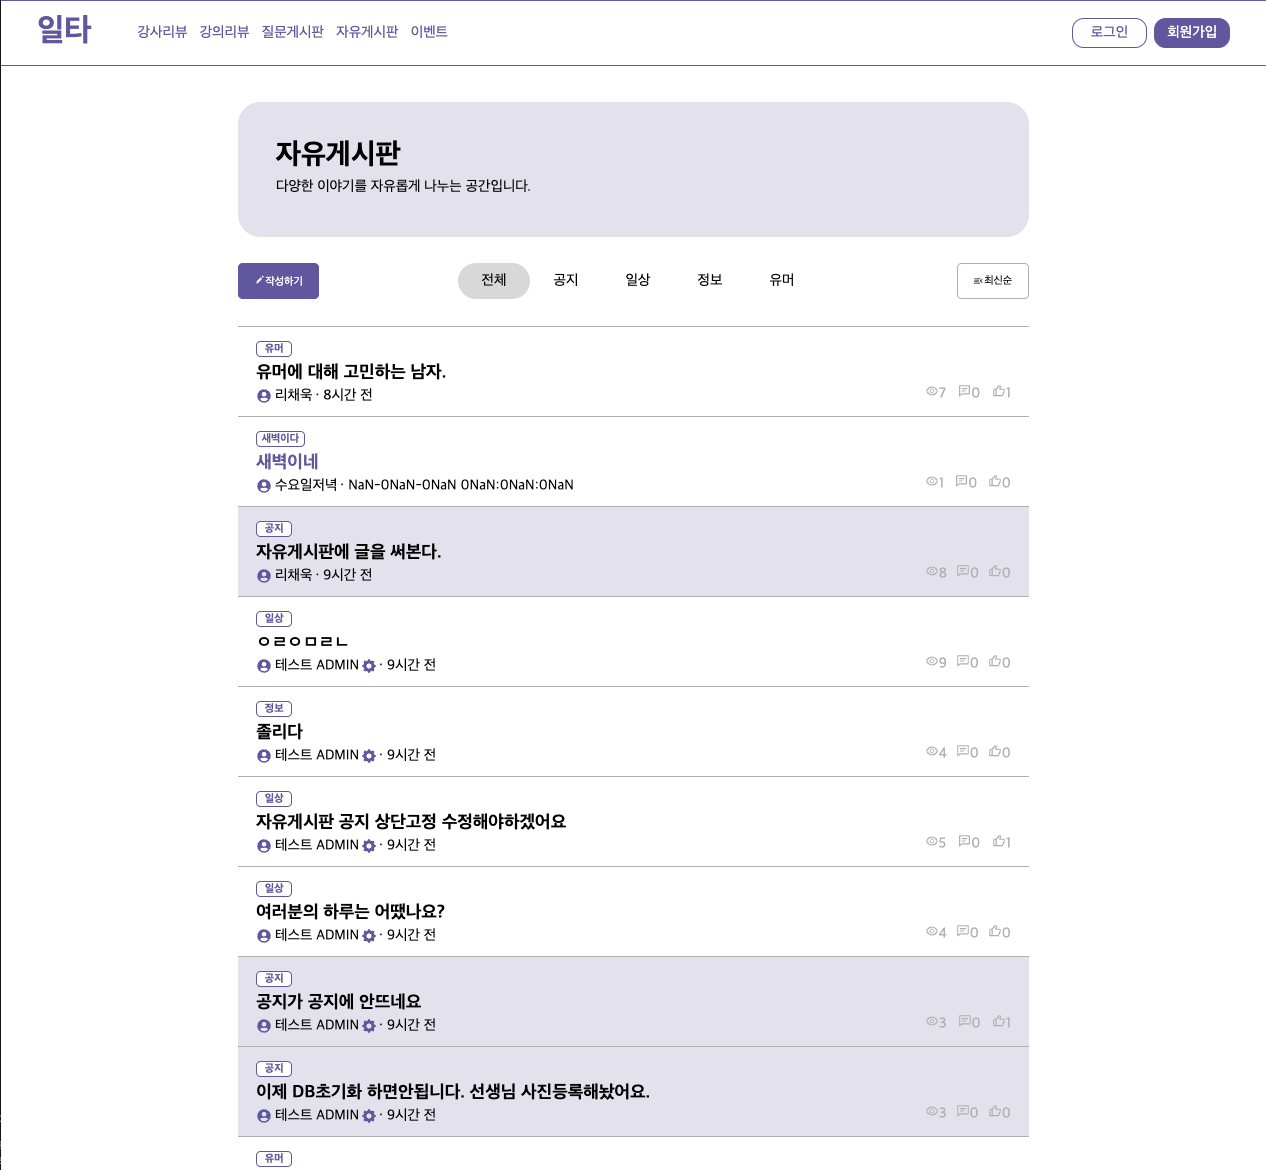 일타
강사리뷰 강의리뷰 질문게시판 자유게시판 이벤트
로그인 회원가입
자유게시판
다양한 이야기를 자유롭게 나누는 공간입니다.
작성하기 전체 공지 일상 정보 유머 최신순
유머
유머에 대해 고민하는 남자.
리채욱 · 8시간 전 7 0 1
새벽이다
새벽이네
수요일저녁 · NaN-0NaN-0NaN 0NaN:0NaN:0NaN 1 0 0
공지
자유게시판에 글을 써본다.
리채욱 · 9시간 전 8 0 0
일상
ㅇㄹㅇㅁㄹㄴ
테스트 ADMIN · 9시간 전 9 0 0
정보
졸리다
테스트 ADMIN · 9시간 전 4 0 0
일상
자유게시판 공지 상단고정 수정해야하겠어요
테스트 ADMIN · 9시간 전 5 0 1
일상
여러분의 하루는 어땠나요?
테스트 ADMIN · 9시간 전 4 0 0
공지
공지가 공지에 안뜨네요
테스트 ADMIN · 9시간 전 3 0 1
공지
이제 DB초기화 하면안됩니다. 선생님 사진등록해놨어요.
테스트 ADMIN · 9시간 전 3 0 0
유머